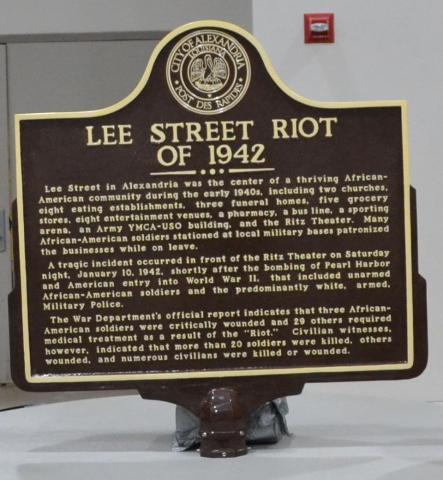 CITY OF ALEXANDRIA
LOUISIANA
POST DES RAPIDES
LEE STREET RIOT
OF 1942
Lee Street in Alexandria was the center of a thriving African-
American community during the early 1940s, including two churches,
eight eating establishments, three funeral homes, five grocery
stores, eight entertainment venues, a pharmacy, a bus line, a sporting
arena, an Army YMCA-USO building, and the Ritz Theater. Many
African-American soldiers stationed at local military bases patronized
the businesses while on leave.
A tragic incident occurred in front of the Ritz Theater on Saturday
night, January 10, 1942, shortly after the bombing of Pearl Harbor
and American entry into World War II, that included unarmed
African-American soldiers and the predominantly white, armed,
Military Police.
The War Department's official report indicates that three African-
American soldiers were critically wounded and 29 others required
medical treatment as a result of the "Riot." Civilian witnesses,
however, indicated that more than 20 soldiers were killed, others
wounded, and numerous civilians were killed or wounded.